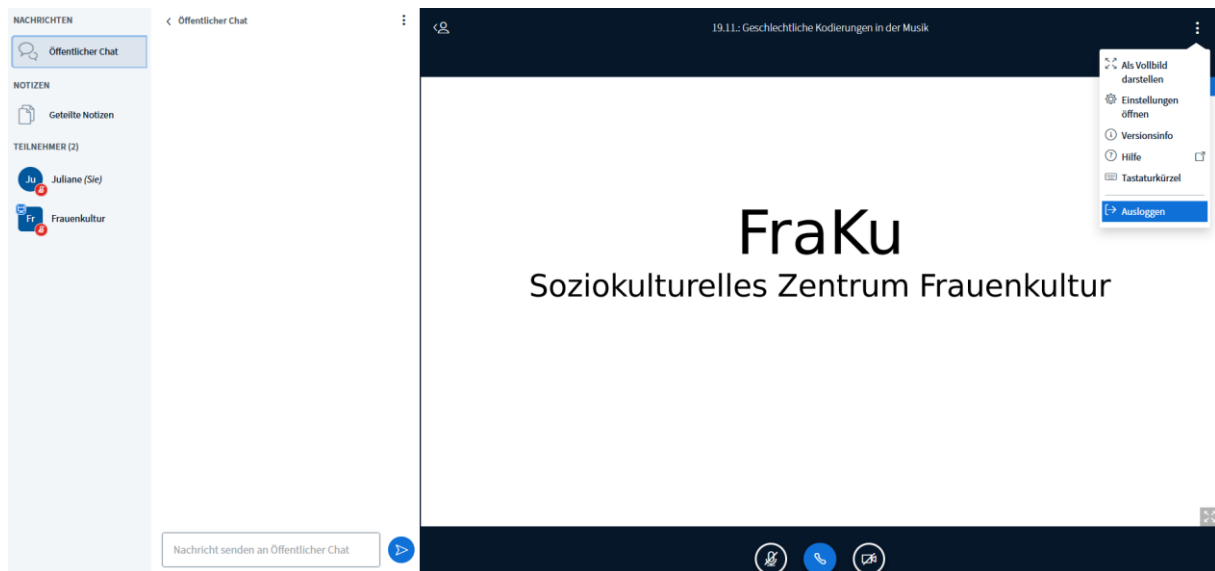 NACHRICHTEN
Öffentlicher Chat
NOTIZEN
Geteilte Notizen
TEILNEHMER (2)
Ju
Juliane (Sie)
Fr
Frauenkultur
Öffentlicher Chat
Nachricht senden an Öffentlicher Chat
19.11.: Geschlechtliche Kodierungen in der Musik
Als Vollbild
darstellen
Einstellungen
öffnen
Versionsinfo
Hilfe
Tastaturkürzel
Ausloggen
FraKu
Soziokulturelles Zentrum Frauenkultur